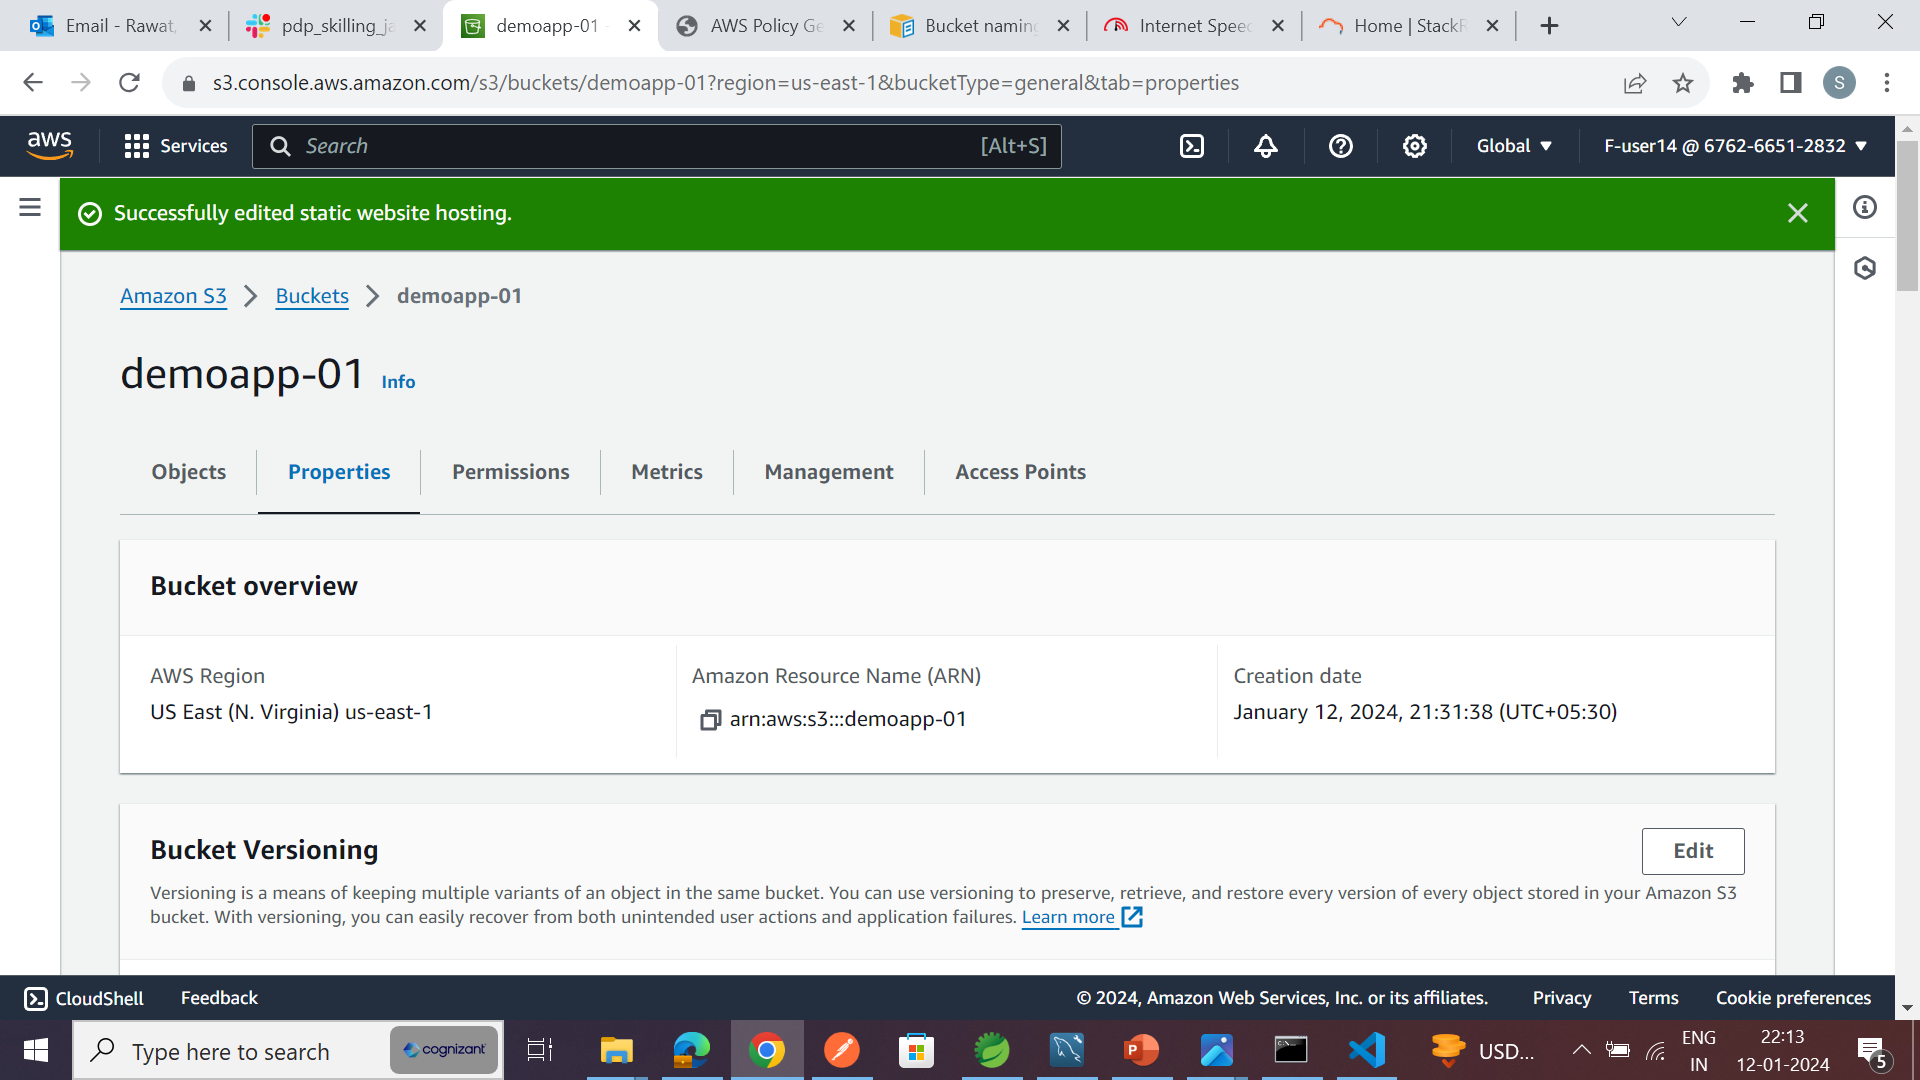 Email - Rawat,
pdp_skilling_ja
demoapp-01 -
AWS Policy Ge
Bucket naming
Internet Speed
Home | StackR
s3.console.aws.amazon.com/s3/buckets/demoapp-01?region=us-east-1&bucketType=general&tab=properties
S
aws
Services
Search
[Alt+S]
Global
F-user14 @ 6762-6651-2832
Successfully edited static website hosting.
Amazon S3 > Buckets > demoapp-01
demoapp-01 Info
Objects
Properties
Permissions
Metrics
Management
Access Points
Bucket overview
AWS Region
US East (N. Virginia) us-east-1
Amazon Resource Name (ARN)
arn:aws:s3:::demoapp-01
Creation date
January 12, 2024, 21:31:38 (UTC+05:30)
Bucket Versioning
Edit
Versioning is a means of keeping multiple variants of an object in the same bucket. You can use versioning to preserve, retrieve, and restore every version of every object stored in your Amazon S3
bucket. With versioning, you can easily recover from both unintended user actions and application failures. Learn more
CloudShell
Feedback
© 2024, Amazon Web Services, Inc. or its affiliates.
Privacy
Terms
Cookie preferences
Type here to search
cognizant
USD...
ENG
IN
22:13
12-01-2024
5